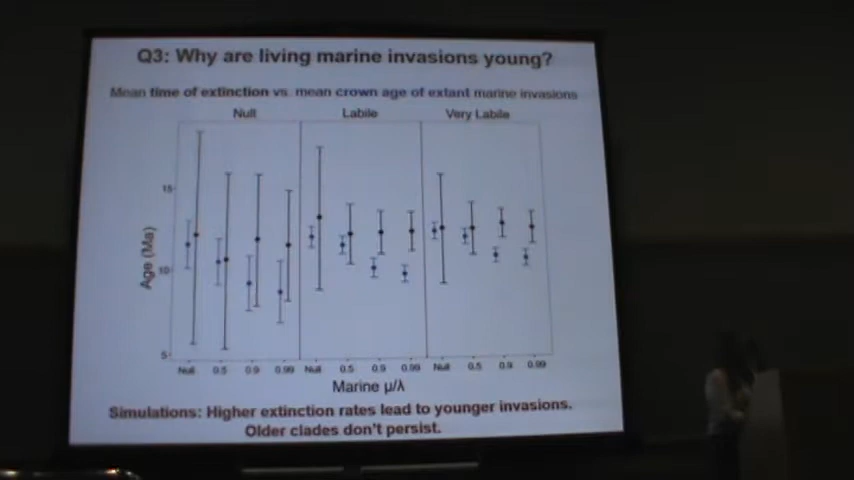 Q3: Why are living marine invasions young?
Mean time of extinction vs. mean crown age of extant marine invasions
Null Labile Very Labile
15
10
5
Age (Ma)
Null 0.5 0.9 0.99 Null 0.5 0.9 0.99 Null 0.5 0.9 0.99
Marine μ/λ
Simulations: Higher extinction rates lead to younger invasions.
Older clades don't persist.